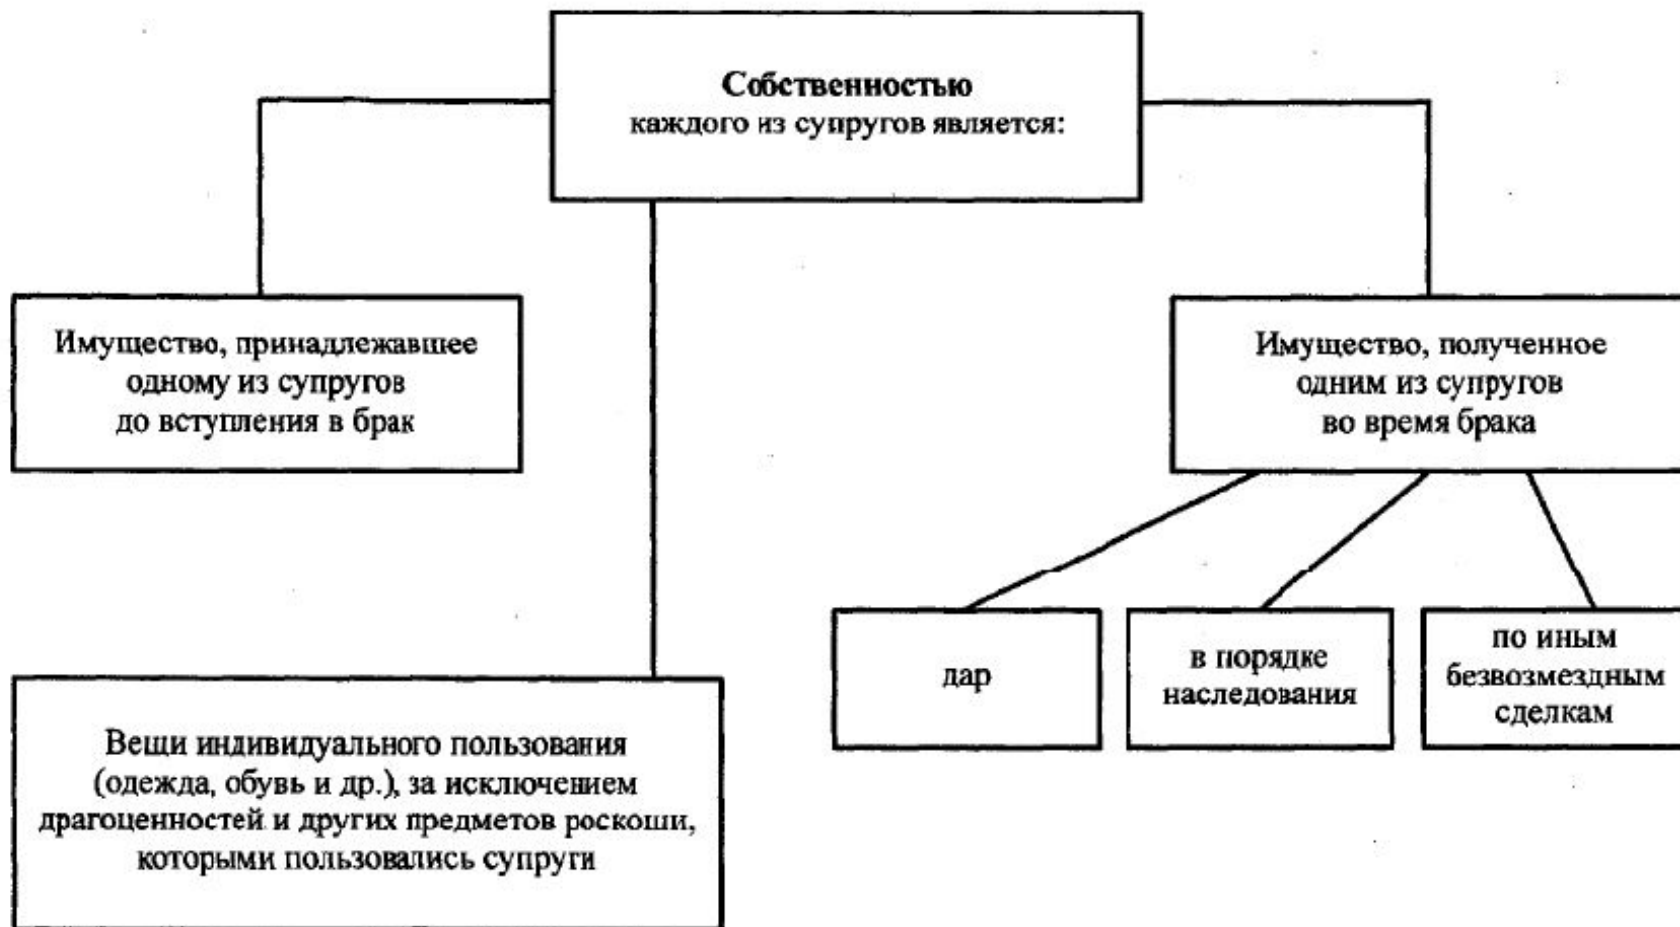 Собственностью
каждого из супругов является:
Имущество, принадлежавшее
одному из супругов
до вступления в брак
Имущество, полученное
одним из супругов
во время брака
дар
в порядке
наследования
по иным
безвозмездным
сделкам
Вещи индивидуального пользования
(одежда, обувь и др.), за исключением
драгоценностей и других предметов роскоши,
которыми пользовались супруги